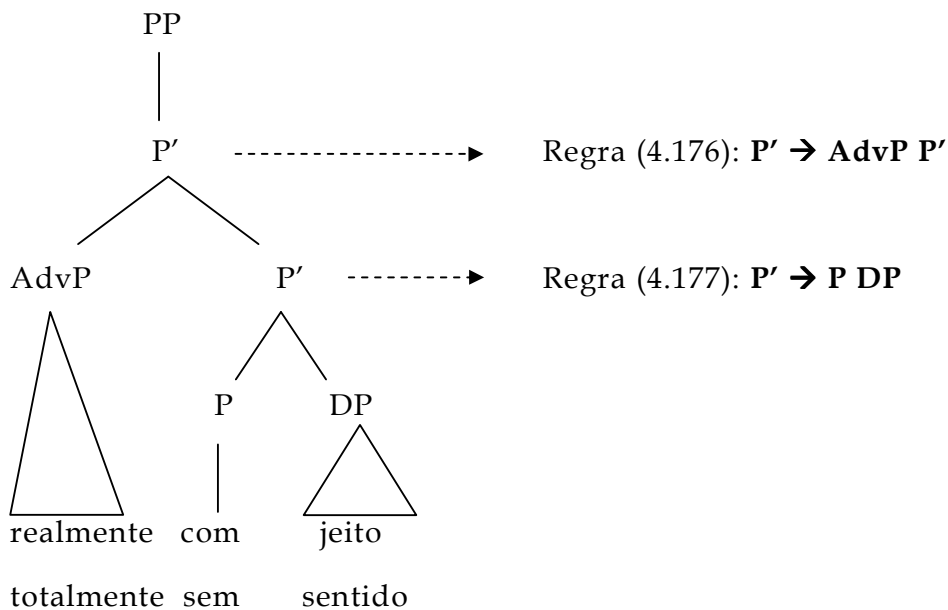 PP
P' Regra (4.176): P' → AdvP P'
AdvP P' Regra (4.177): P' → P DP
P DP
realmente com jeito
totalmente sem sentido